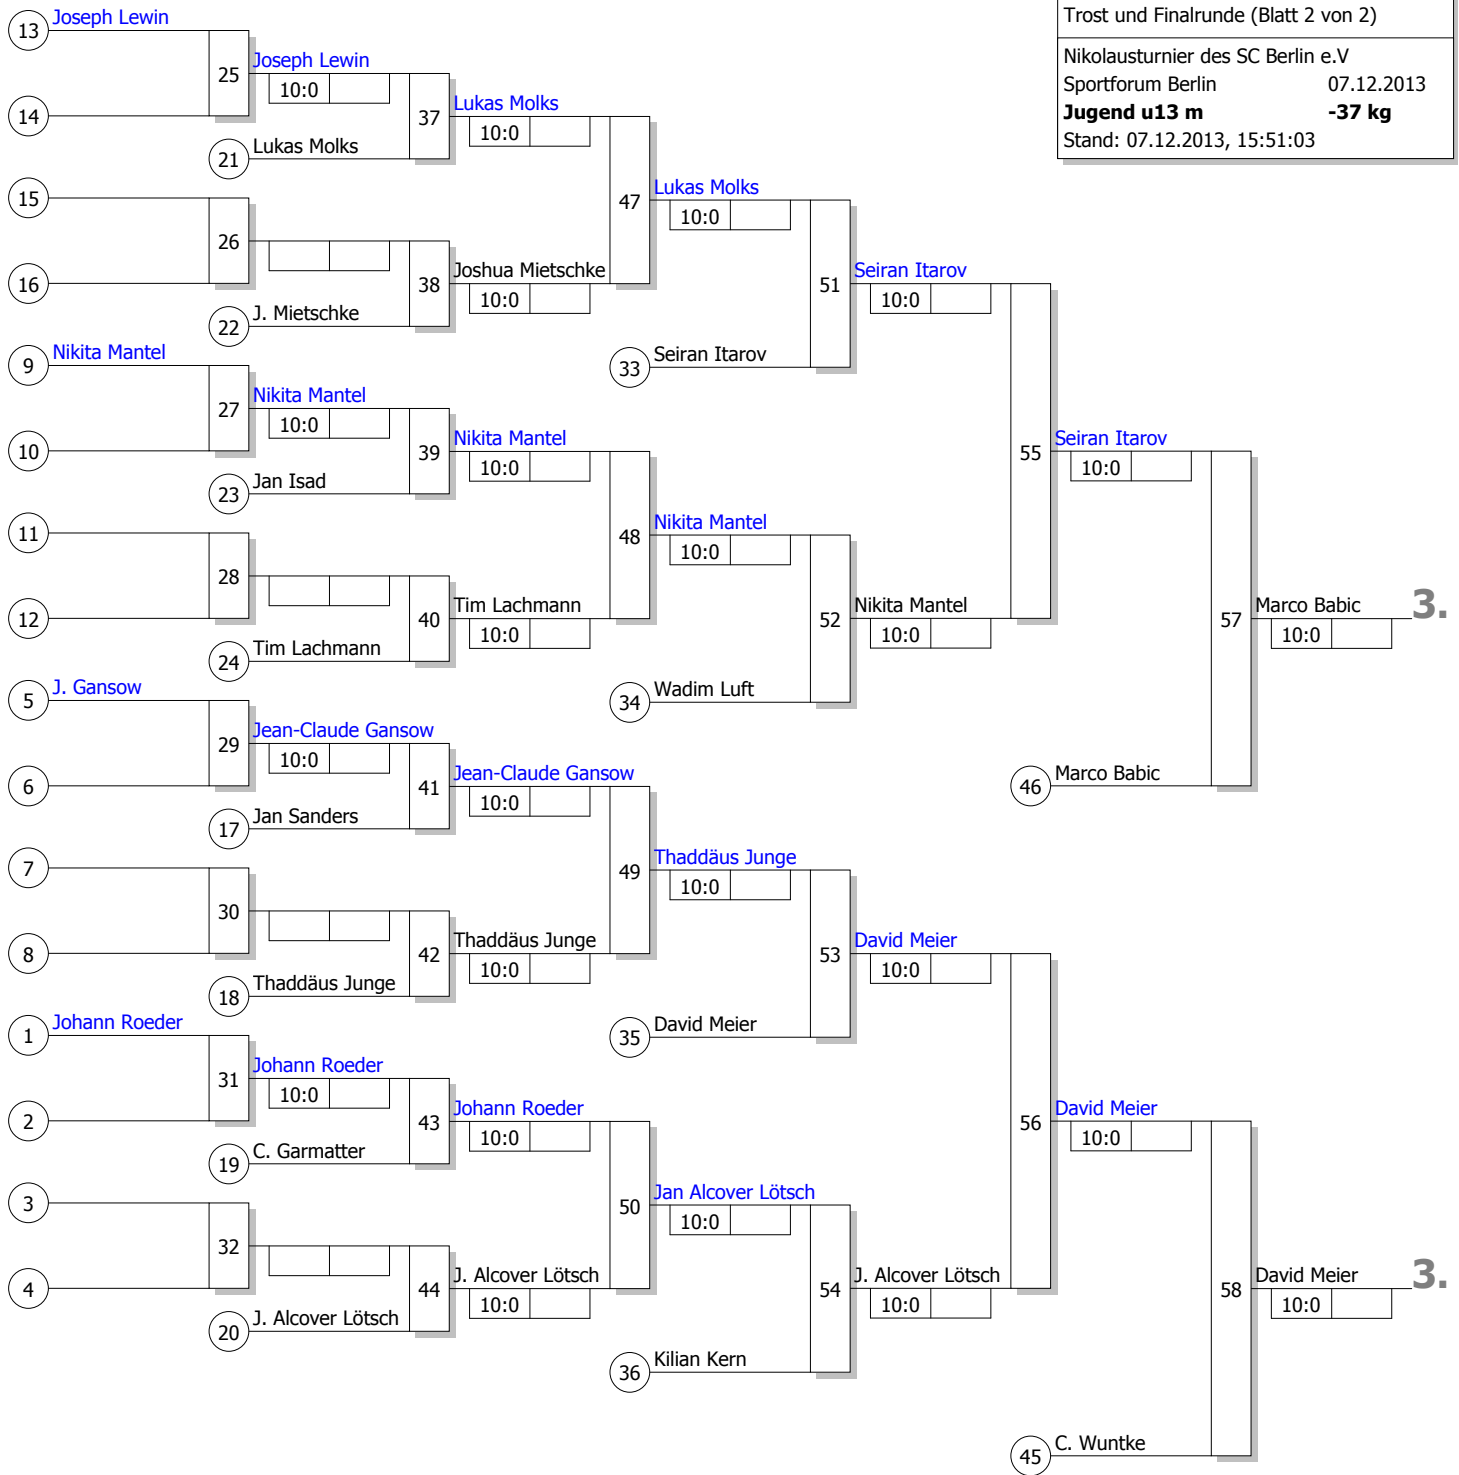 Trost und Finalrunde (Blatt 2 von 2)
Nikolausturnier des SC Berlin e.V
Sportforum Berlin 07.12.2013
Jugend u13 m -37 kg
Stand: 07.12.2013, 15:51:03
13 Joseph Lewin
25 Joseph Lewin
10:0
14
37 Lukas Molks
10:0
21 Lukas Molks
15
47 Lukas Molks
10:0
26
16
38 Joshua Mietschke
10:0
22 J. Mietschke
51 Seiran Itarov
10:0
33 Seiran Itarov
9 Nikita Mantel
27 Nikita Mantel
10:0
10
39 Nikita Mantel
10:0
23 Jan Isad
55 Seiran Itarov
10:0
11
48 Nikita Mantel
10:0
28
12
40 Tim Lachmann
10:0
24 Tim Lachmann
52 Nikita Mantel
10:0
34 Wadim Luft
57 Marco Babic 3.
10:0
46 Marco Babic
5 J. Gansow
29 Jean-Claude Gansow
10:0
6
41 Jean-Claude Gansow
10:0
17 Jan Sanders
7
49 Thaddäus Junge
10:0
30
8
42 Thaddäus Junge
10:0
18 Thaddäus Junge
53 David Meier
10:0
35 David Meier
1 Johann Roeder
31 Johann Roeder
10:0
2
43 Johann Roeder
10:0
19 C. Garmatter
56 David Meier
10:0
3
50 Jan Alcover Lötsch
10:0
32
4
44 J. Alcover Lötsch
10:0
20 J. Alcover Lötsch
54 J. Alcover Lötsch
10:0
36 Kilian Kern
58 David Meier 3.
10:0
45 C. Wuntke